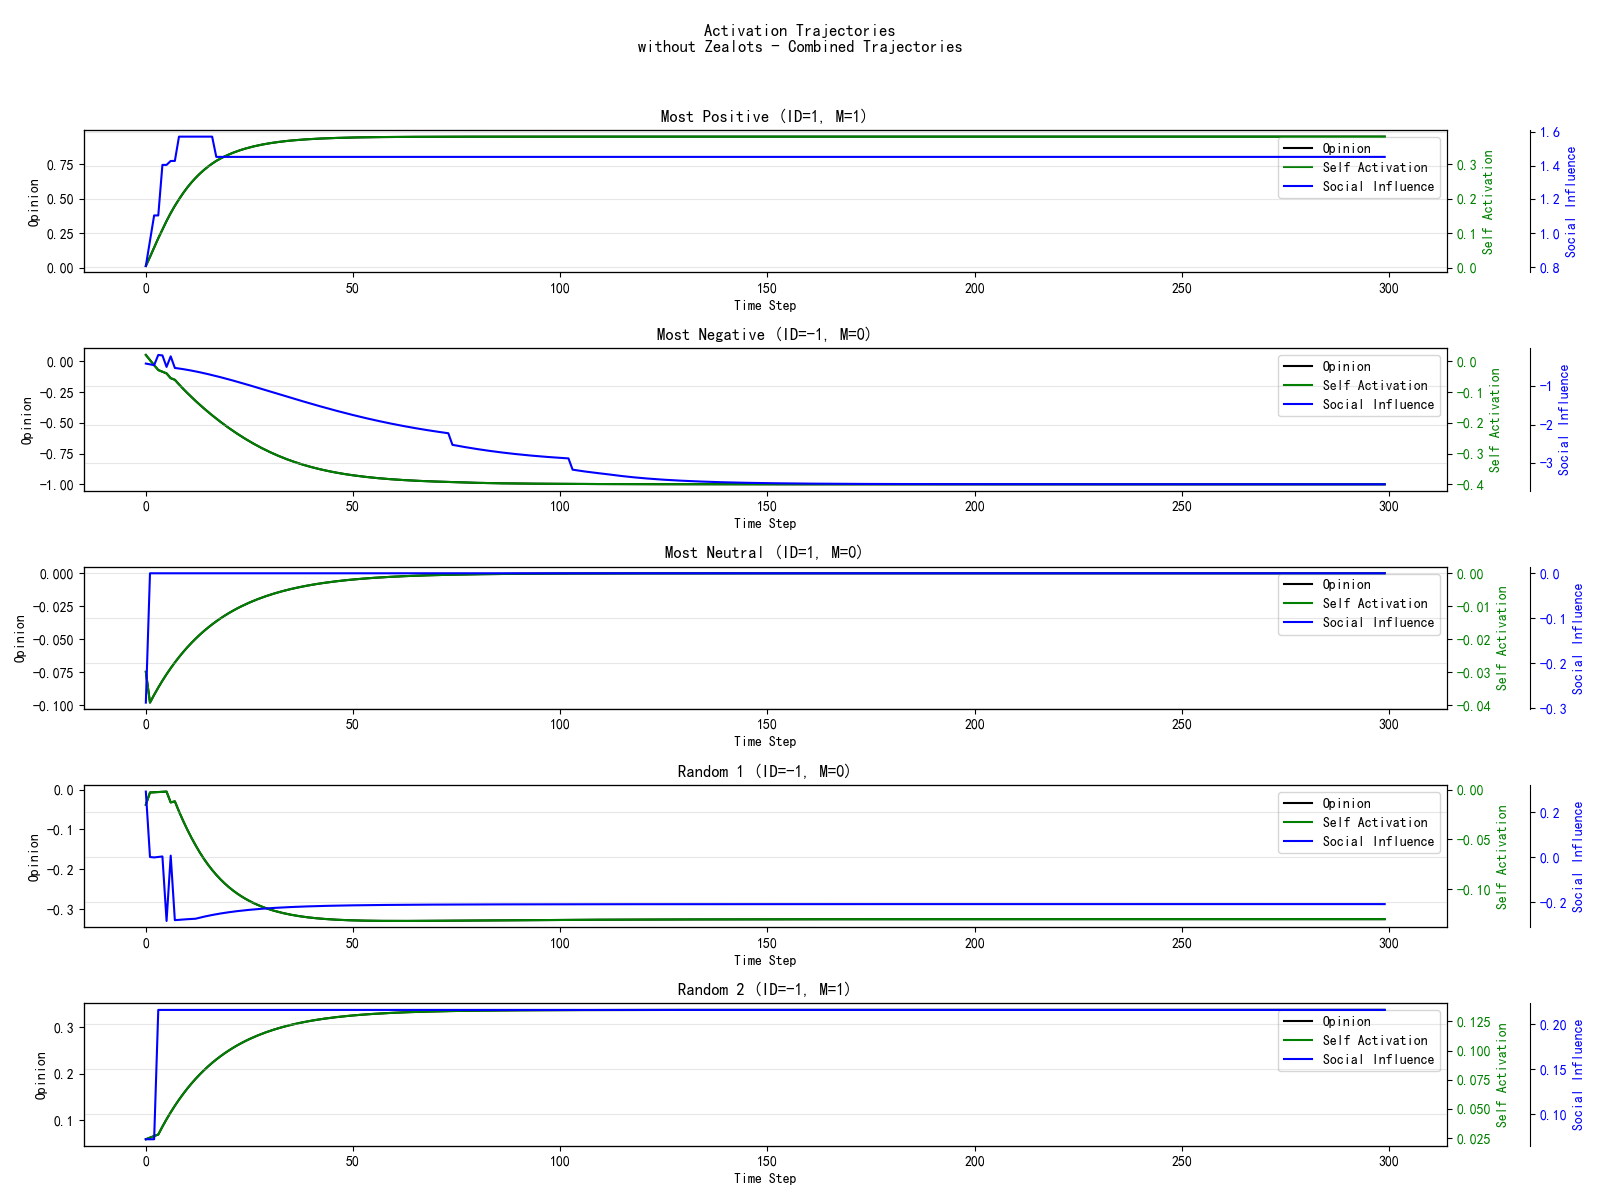 Activation Trajectories
without Zealots - Combined Trajectories
Most Positive (ID=1, M=1)
Opinion
0.75
0.50
0.25
0.00
0 50 100 150 200 250 300
Time Step
Opinion
Self Activation
Social Influence
0.3
0.2
0.1
0.0
Self Activation
1.6
1.4
1.2
1.0
0.8
Social Influence
Most Negative (ID=-1, M=0)
Opinion
0.00
-0.25
-0.50
-0.75
-1.00
0 50 100 150 200 250 300
Time Step
Opinion
Self Activation
Social Influence
0.0
-0.1
-0.2
-0.3
-0.4
Self Activation
-1
-2
-3
Social Influence
Most Neutral (ID=1, M=0)
Opinion
0.000
-0.025
-0.050
-0.075
-0.100
0 50 100 150 200 250 300
Time Step
Opinion
Self Activation
Social Influence
0.00
-0.01
-0.02
-0.03
-0.04
Self Activation
0.0
-0.1
-0.2
-0.3
Social Influence
Random 1 (ID=-1, M=0)
Opinion
0.0
-0.1
-0.2
-0.3
0 50 100 150 200 250 300
Time Step
Opinion
Self Activation
Social Influence
0.00
-0.05
-0.10
Self Activation
0.2
0.0
-0.2
Social Influence
Random 2 (ID=-1, M=1)
Opinion
0.3
0.2
0.1
0 50 100 150 200 250 300
Time Step
Opinion
Self Activation
Social Influence
0.125
0.100
0.075
0.050
0.025
Self Activation
0.20
0.15
0.10
Social Influence